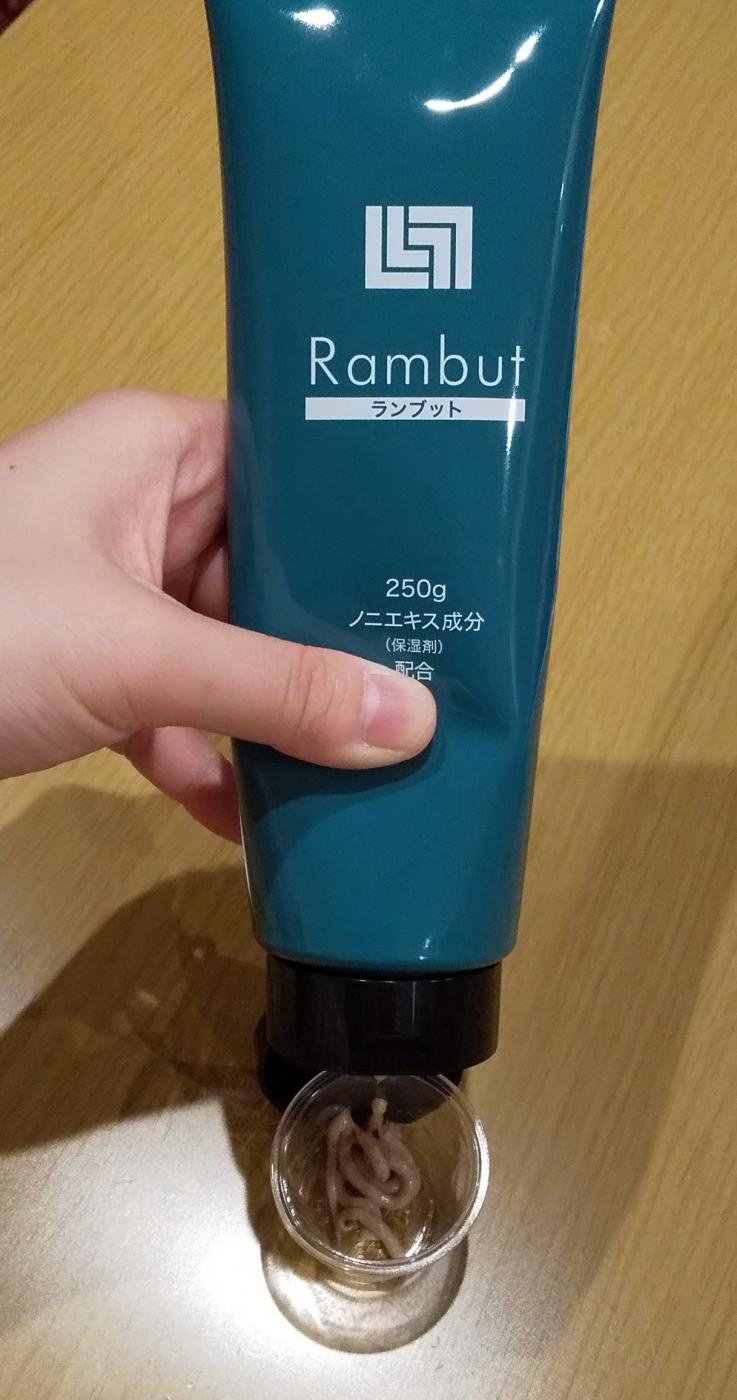 Rambut
ランブット
250g
ノニエキス成分
（保湿剤）
配合